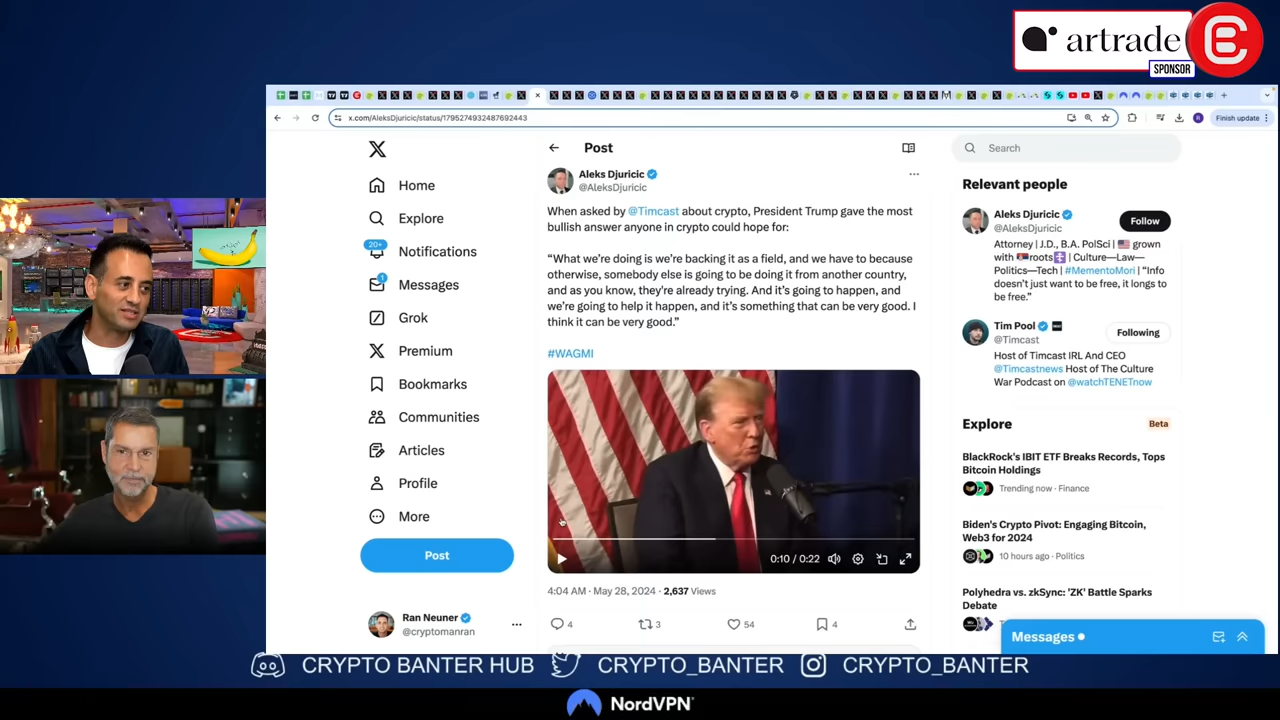 artrade
SPONSOR
x.com/AleksDjuricic/status/1795274932487692443
Finish update
Home
Explore
20+
Notifications
1
Messages
Grok
Premium
Bookmarks
Communities
Articles
Profile
More
Post
Ran Neuner
@cryptomanran
Post
Aleks Djuricic
@AleksDjuricic
When asked by @Timcast about crypto, President Trump gave the most
bullish answer anyone in crypto could hope for:
“What we’re doing is we’re backing it as a field, and we have to because
otherwise, somebody else is going to be doing it from another country,
and as you know, they’re already trying. And it’s going to happen, and
we’re going to help it happen, and it’s something that can be very good. I
think it can be very good.”
#WAGMI
0:10 / 0:22
4:04 AM · May 28, 2024 · 2,637 Views
4
3
54
4
Search
Relevant people
Aleks Djuricic
@AleksDjuricic
Follow
Attorney | J.D., B.A. PolSci | 🇺🇸 grown
with 🇷🇸roots☦️ | Culture—Law—
Politics—Tech | #MementoMori | “Info
doesn’t just want to be free, it longs to
be free.”
Tim Pool
@Timcast
Following
Host of Timcast IRL And CEO
@Timcastnews Host of The Culture
War Podcast on @watchTENETnow
Explore
Beta
BlackRock’s IBIT ETF Breaks Records, Tops
Bitcoin Holdings
Trending now · Finance
Biden’s Crypto Pivot: Engaging Bitcoin,
Web3 for 2024
10 hours ago · Politics
Polyhedra vs. zkSync: ‘ZK’ Battle Sparks
Debate
Messages
CRYPTO BANTER HUB
CRYPTO_BANTER
CRYPTO_BANTER
NordVPN